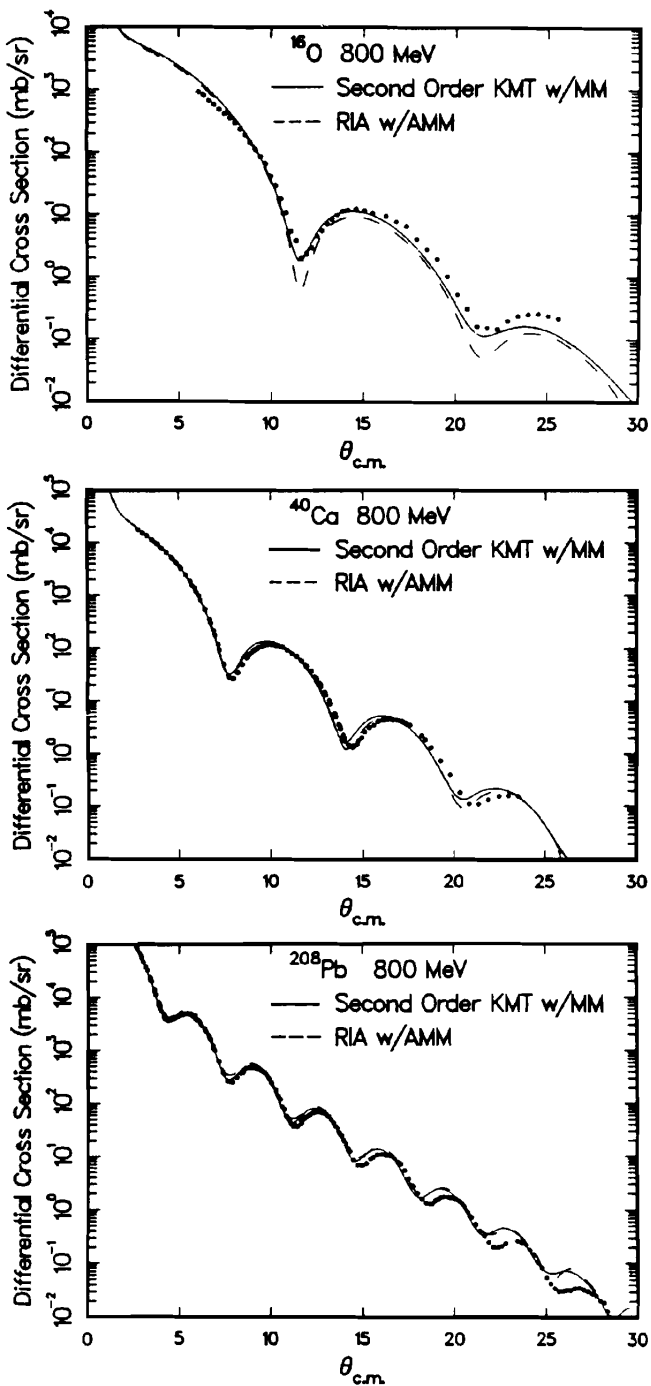 Differential Cross Section (mb/sr)
10⁴
10³
10²
10¹
10⁰
10⁻¹
10⁻²
¹⁶O 800 MeV
Second Order KMT w/MM
RIA w/AMM
0 5 10 15 20 25 30
θc.m.
Differential Cross Section (mb/sr)
10⁵
10⁴
10³
10²
10¹
10⁰
10⁻¹
10⁻²
⁴⁰Ca 800 MeV
Second Order KMT w/MM
RIA w/AMM
0 5 10 15 20 25 30
θc.m.
Differential Cross Section (mb/sr)
10⁵
10⁴
10³
10²
10¹
10⁰
10⁻¹
10⁻²
²⁰⁸Pb 800 MeV
Second Order KMT w/MM
RIA w/AMM
0 5 10 15 20 25 30
θc.m.